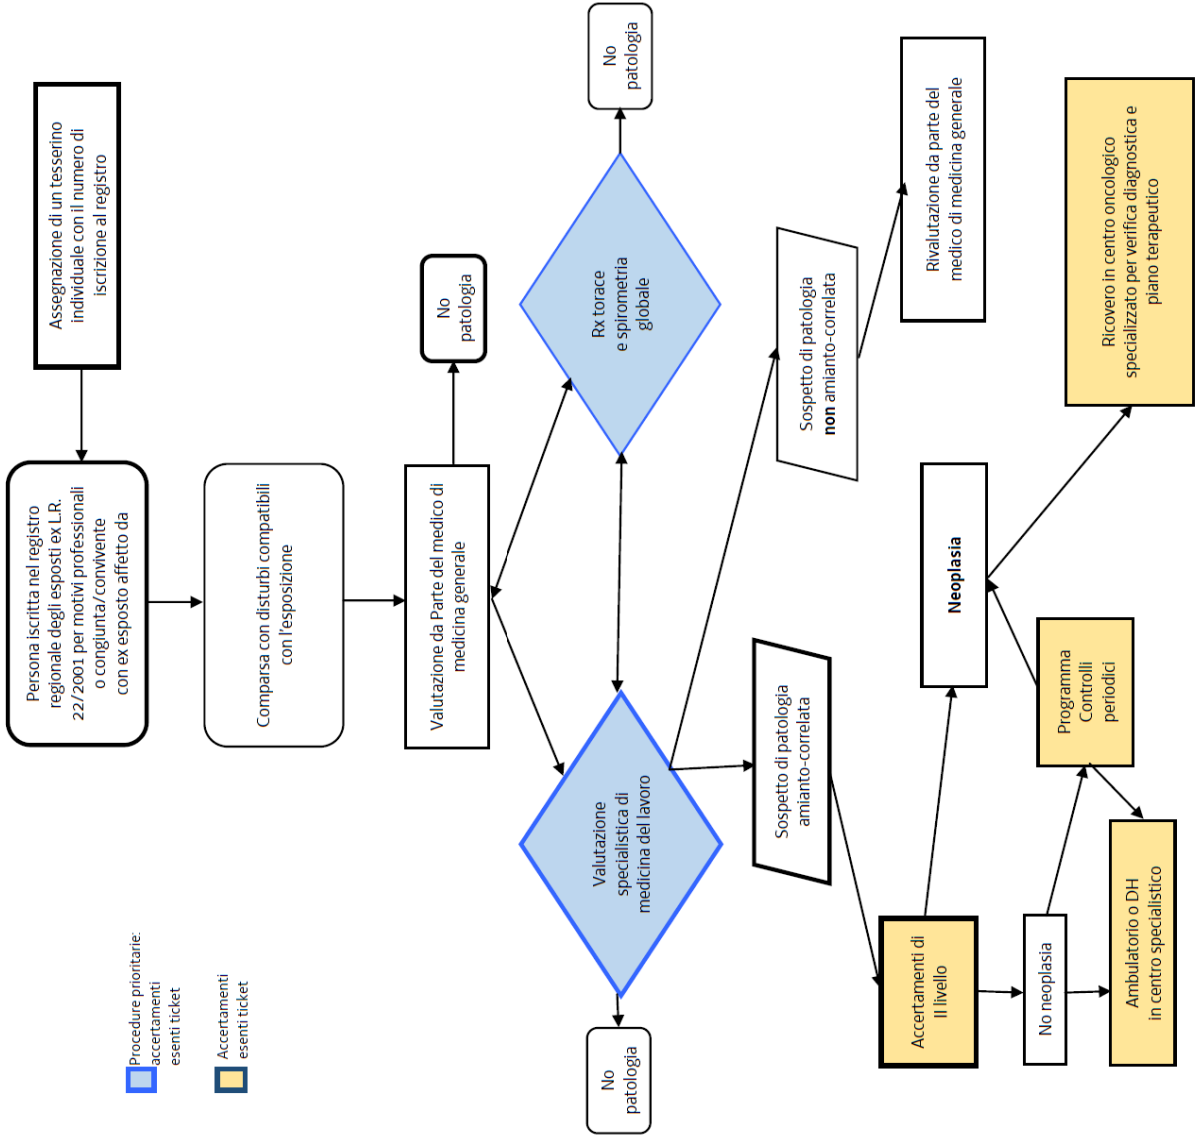 Assegnazione di un tesserino
individuale con il numero di
iscrizione al registro
Persona iscritta nel registro
regionale degli esposti ex L.R.
22/2001 per motivi professionali
o congiunta/convivente
con ex esposto affetto da
Comparsa con disturbi compatibili
con l'esposizione
Valutazione da Parte del medico di
medicina generale
No
patologia
Procedure prioritarie:
accertamenti
esenti ticket
Accertamenti
esenti ticket
No
patologia
Valutazione
specialistica di
medicina del lavoro
Rx torace
e spirometria
globale
No
patologia
Sospetto di patologia
amianto-correlata
Sospetto di patologia
non amianto-correlata
Rivalutazione da parte del
medico di medicina generale
Accertamenti di
II livello
Neoplasia
No neoplasia
Programma
Controlli
periodici
Ambulatorio o DH
in centro specialistico
Ricovero in centro oncologico
specializzato per verifica diagnostica e
piano terapeutico